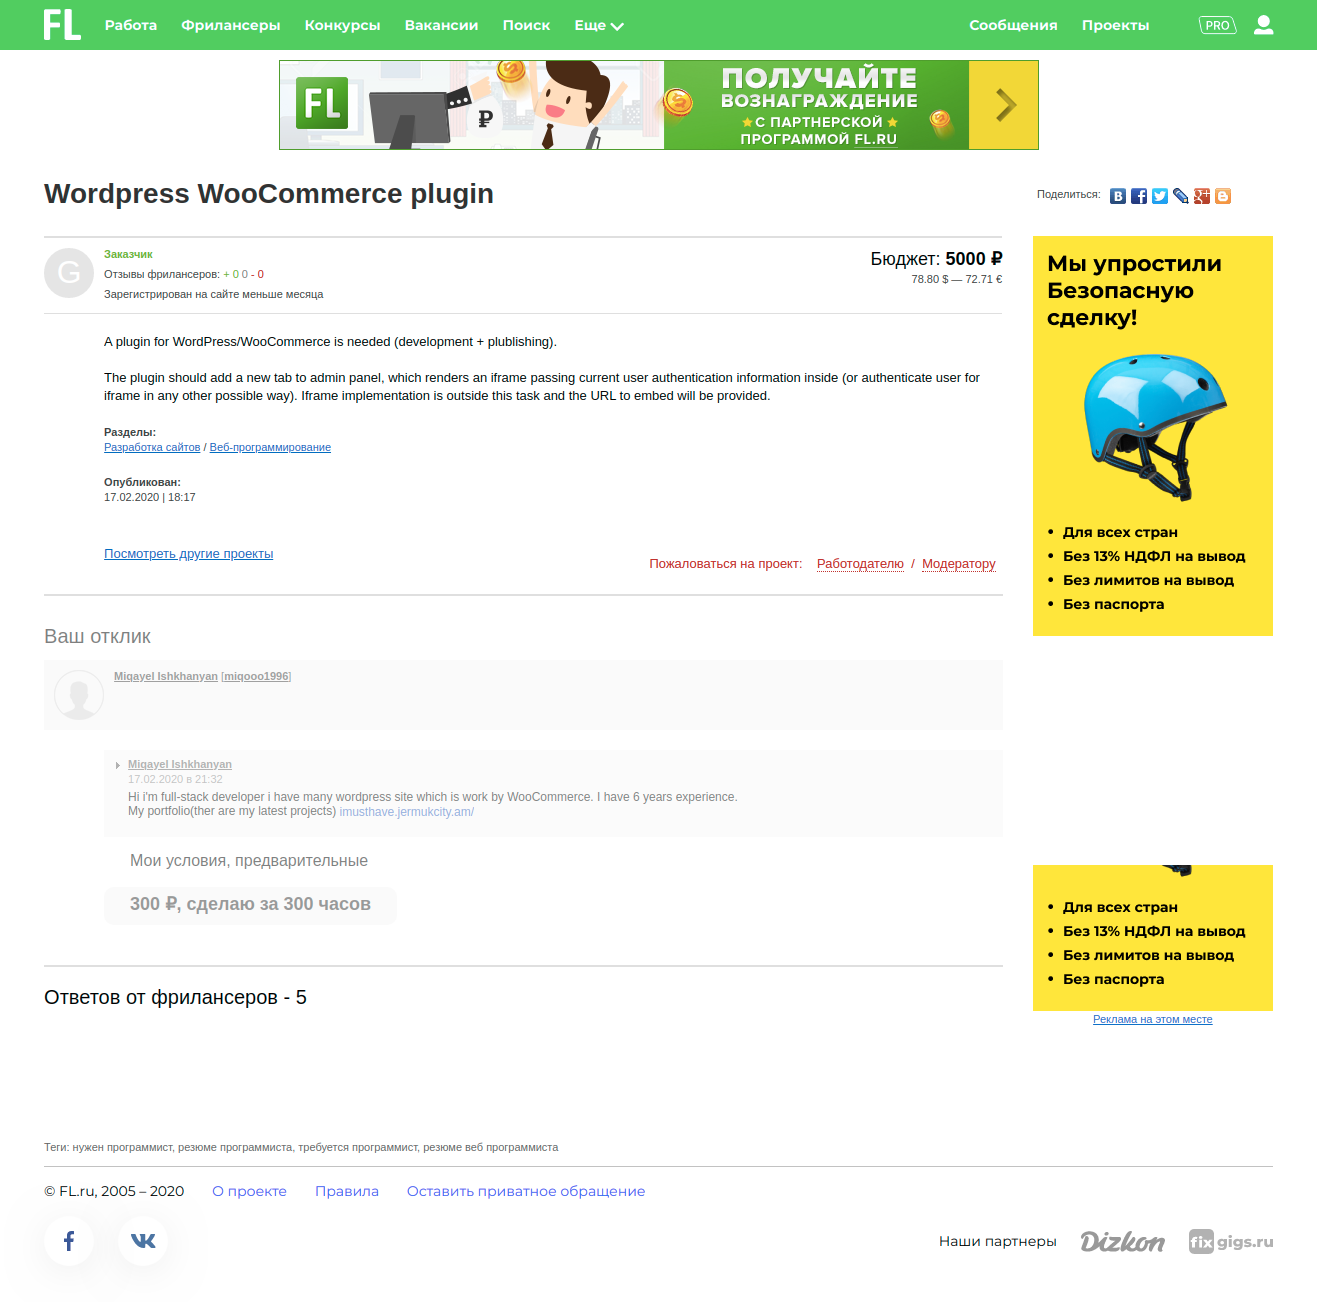 FL Работа Фрилансеры Конкурсы Вакансии Поиск Еще Сообщения Проекты PRO
FL ₽ ПОЛУЧАЙТЕ
ВОЗНАГРАЖДЕНИЕ
С ПАРТНЕРСКОЙ
ПРОГРАММОЙ FL.RU
Wordpress WooCommerce plugin
Поделиться:
G
Заказчик
Отзывы фрилансеров: + 0 0 - 0
Зарегистрирован на сайте меньше месяца
Бюджет: 5000 ₽
78.80 $ — 72.71 €
A plugin for WordPress/WooCommerce is needed (development + plublishing).
The plugin should add a new tab to admin panel, which renders an iframe passing current user authentication information inside (or authenticate user for
iframe in any other possible way). Iframe implementation is outside this task and the URL to embed will be provided.
Разделы:
Разработка сайтов / Веб-программирование
Опубликован:
17.02.2020 | 18:17
Посмотреть другие проекты
Пожаловаться на проект: Работодателю / Модератору
Мы упростили
Безопасную
сделку!
• Для всех стран
• Без 13% НДФЛ на вывод
• Без лимитов на вывод
• Без паспорта
Ваш отклик
Miqayel Ishkhanyan [miqooo1996]
Miqayel Ishkhanyan
17.02.2020 в 21:32
Hi i'm full-stack developer i have many wordpress site which is work by WooCommerce. I have 6 years experience.
My portfolio(ther are my latest projects) imusthave.jermukcity.am/
Мои условия, предварительные
300 ₽, сделаю за 300 часов
• Для всех стран
• Без 13% НДФЛ на вывод
• Без лимитов на вывод
• Без паспорта
Реклама на этом месте
Ответов от фрилансеров - 5
Теги: нужен программист, резюме программиста, требуется программист, резюме веб программиста
© FL.ru, 2005 – 2020 О проекте Правила Оставить приватное обращение
Наши партнеры Dizkon fixgigs.ru